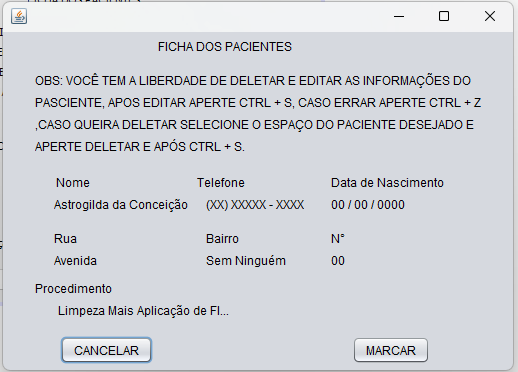 FICHA DOS PACIENTES
OBS: VOCÊ TEM A LIBERDADE DE DELETAR E EDITAR AS INFORMAÇÕES DO
PASCIENTE, APOS EDITAR APERTE CTRL + S, CASO ERRAR APERTE CTRL + Z
,CASO QUEIRA DELETAR SELECIONE O ESPAÇO DO PACIENTE DESEJADO E
APERTE DELETAR E APÓS CTRL + S.
Nome Telefone Data de Nascimento
Astrogilda da Conceição (XX) XXXXX - XXXX 00 / 00 / 0000
Rua Bairro N°
Avenida Sem Ninguém 00
Procedimento
Limpeza Mais Aplicação de Fl...
CANCELAR MARCAR